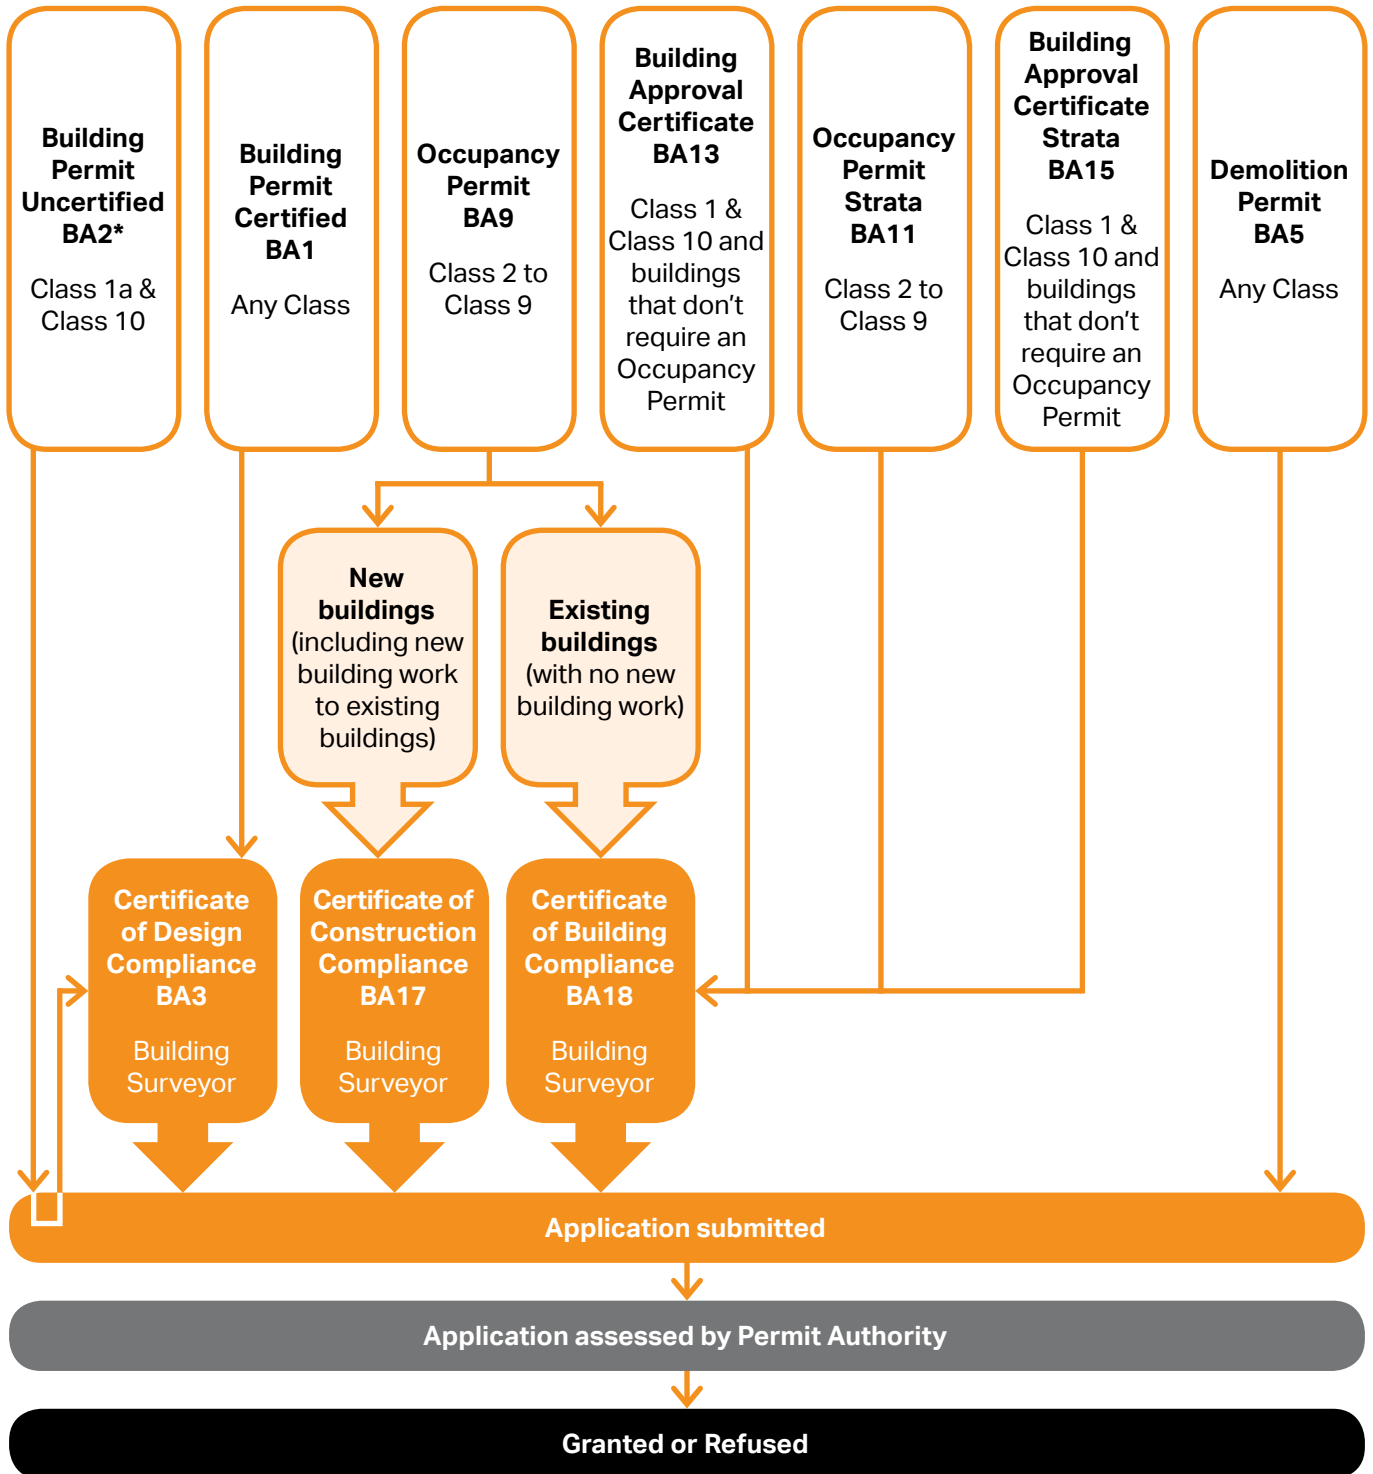 Building
Permit
Uncertified
BA2*
Class 1a &
Class 10
Building
Permit
Certified
BA1
Any Class
Occupancy
Permit
BA9
Class 2 to
Class 9
Building
Approval
Certificate
BA13
Class 1 &
Class 10 and
buildings
that don't
require an
Occupancy
Permit
Occupancy
Permit
Strata
BA11
Class 2 to
Class 9
Building
Approval
Certificate
Strata
BA15
Class 1 &
Class 10 and
buildings
that don't
require an
Occupancy
Permit
Demolition
Permit
BA5
Any Class
New
buildings
(including new
building work
to existing
buildings)
Existing
buildings
(with no new
building work)
Certificate
of Design
Compliance
BA3
Building
Surveyor
Certificate of
Construction
Compliance
BA17
Building
Surveyor
Certificate
of Building
Compliance
BA18
Building
Surveyor
Application submitted
Application assessed by Permit Authority
Granted or Refused